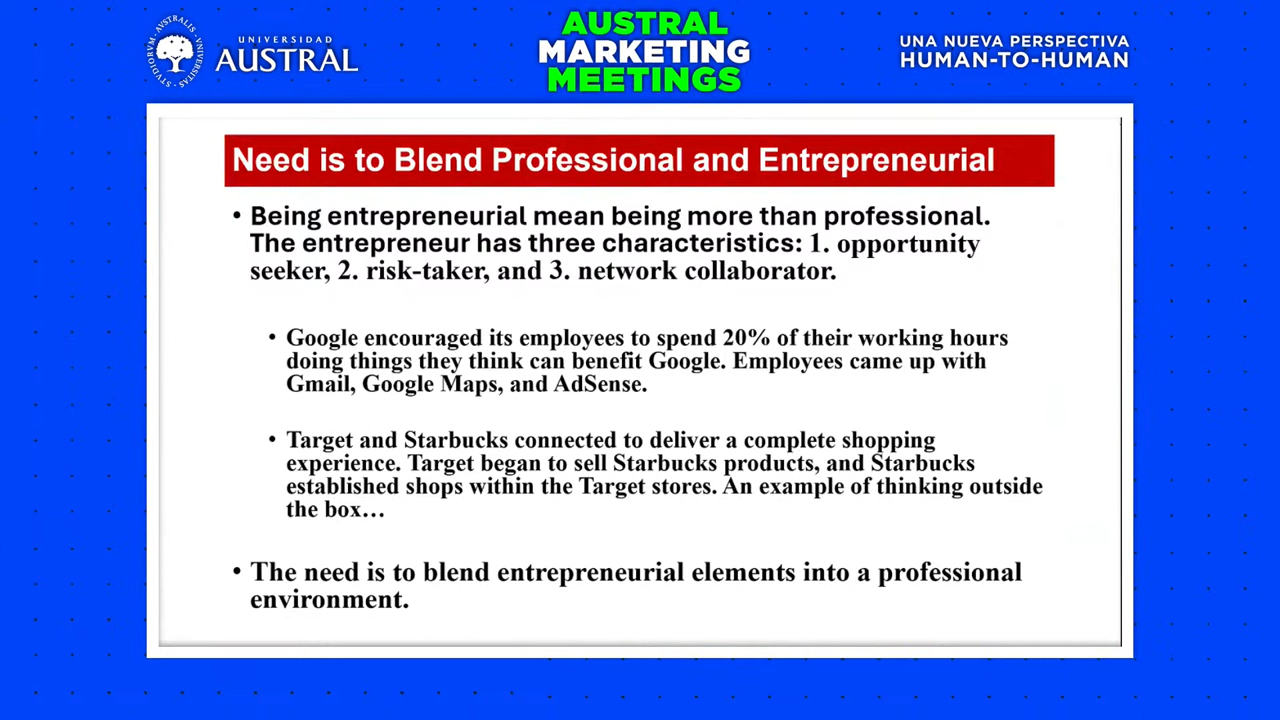 UNIVERSIDAD
AUSTRAL
STVDIORVM · AVSTRALIS · VNIVERSITAS
AUSTRAL
MARKETING
MEETINGS
UNA NUEVA PERSPECTIVA
HUMAN-TO-HUMAN
Need is to Blend Professional and Entrepreneurial
• Being entrepreneurial mean being more than professional.
The entrepreneur has three characteristics: 1. opportunity
seeker, 2. risk-taker, and 3. network collaborator.
• Google encouraged its employees to spend 20% of their working hours
doing things they think can benefit Google. Employees came up with
Gmail, Google Maps, and AdSense.
• Target and Starbucks connected to deliver a complete shopping
experience. Target began to sell Starbucks products, and Starbucks
established shops within the Target stores. An example of thinking outside
the box…
• The need is to blend entrepreneurial elements into a professional
environment.